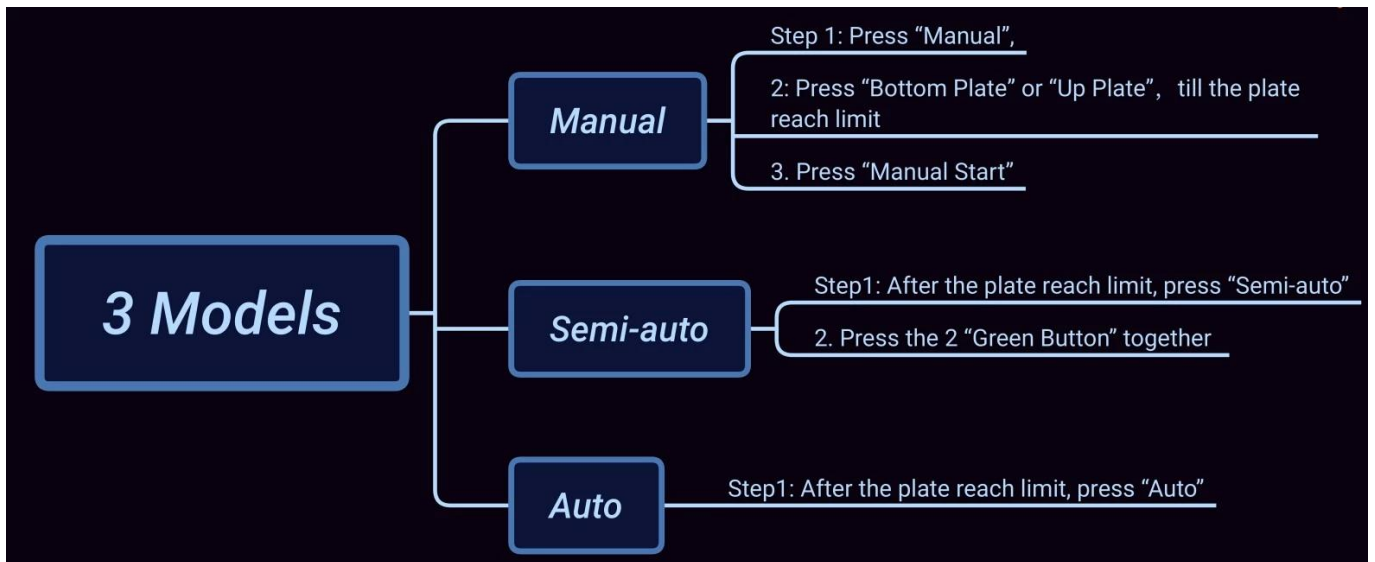 3 Models
Manual
Step 1: Press “Manual”,
2: Press “Bottom Plate” or “Up Plate”，till the plate
reach limit
3. Press “Manual Start”
Semi-auto
Step1: After the plate reach limit, press “Semi-auto”
2. Press the 2 “Green Button” together
Auto
Step1: After the plate reach limit, press “Auto”